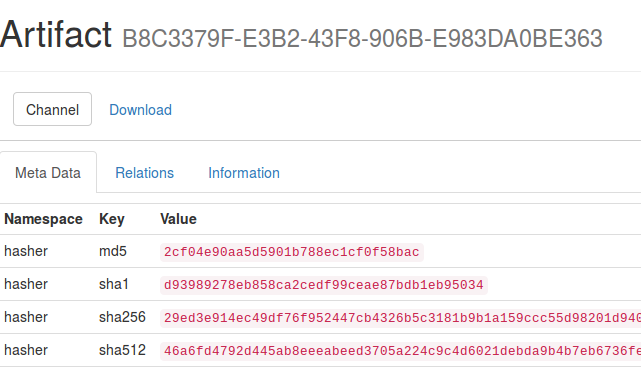 Artifact B8C3379F-E3B2-43F8-906B-E983DA0BE363
Channel Download
Meta Data Relations Information
Namespace Key Value
hasher md5 2cf04e90aa5d5901b788ec1cf0f58bac
hasher sha1 d93989278eb858ca2cedf99ceae87bdb1eb95034
hasher sha256 29ed3e914ec49df76f952447cb4326b5c3181b9b1a159ccc55d98201d940
hasher sha512 46a6fd4792d445ab8eeeabeed3705a224c9c4d6021debda9b4b7eb6736fe